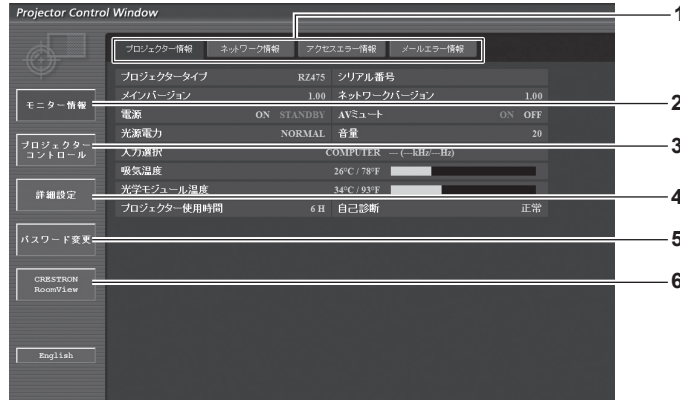 Projector Control Window
1
プロジェクター情報 ネットワーク情報 アクセスエラー情報 メールエラー情報
プロジェクタータイプ RZ475 シリアル番号
メインバージョン 1.00 ネットワークバージョン 1.00
電源 ON STANDBY AVミュート ON OFF
光源電力 NORMAL 音量 20
入力選択 COMPUTER --- (---kHz/---Hz)
吸気温度 26°C / 78°F
光学モジュール温度 34°C / 93°F
プロジェクター使用時間 6 H 自己診断 正常
モニター情報 2
プロジェクター
コントロール 3
詳細設定 4
パスワード変更 5
CRESTRON
RoomView 6
English